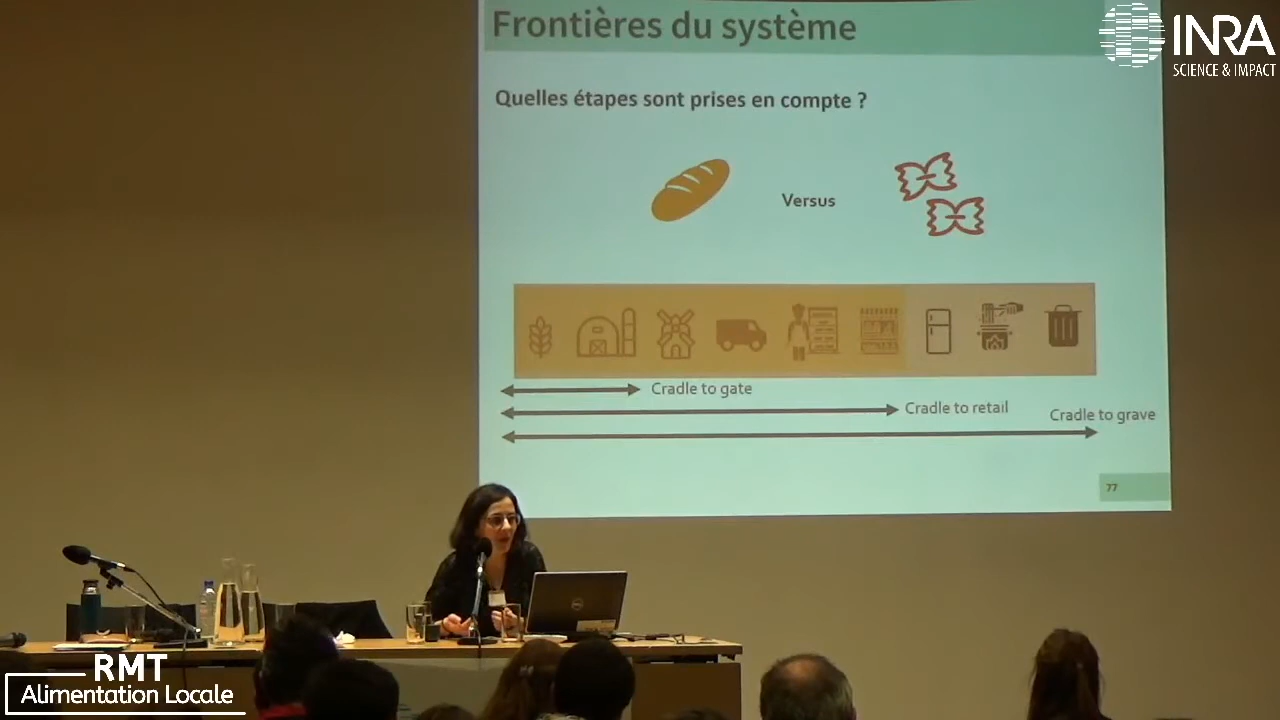 Frontières du système
INRA
SCIENCE & IMPACT
Quelles étapes sont prises en compte ?
Versus
Cradle to gate
Cradle to retail
Cradle to grave
77
DELL
RMT
Alimentation Locale